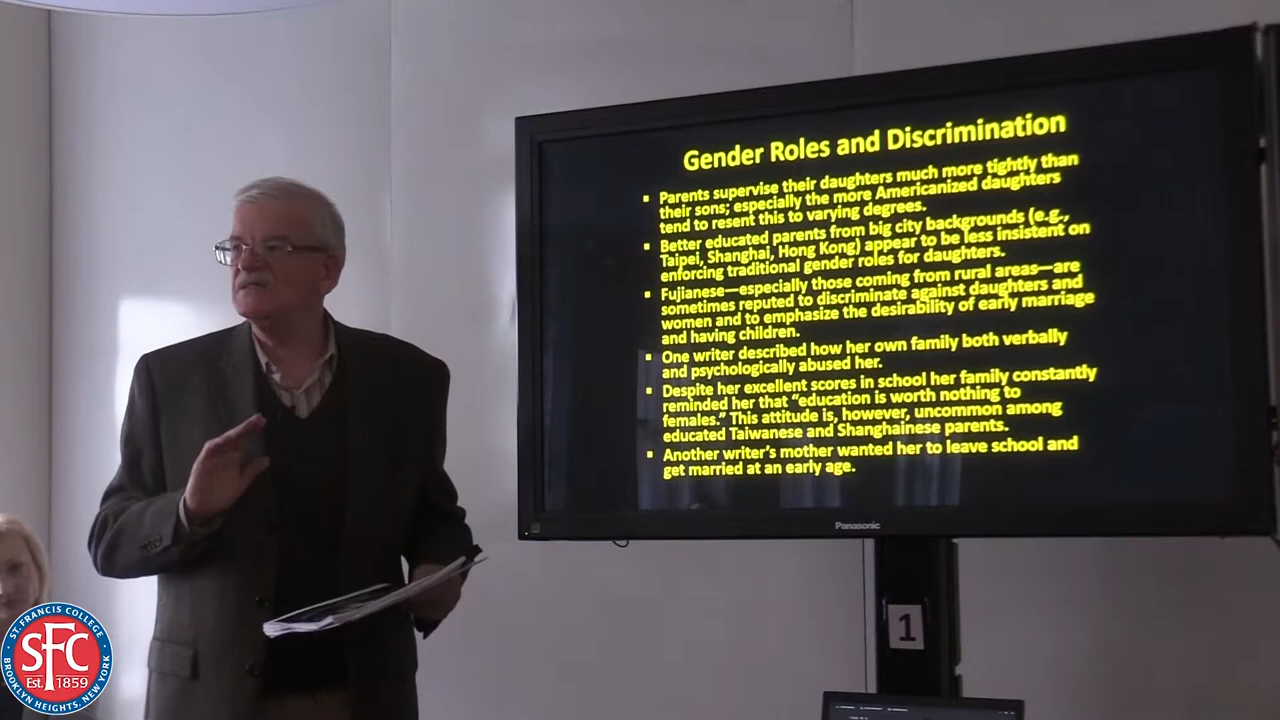 Gender Roles and Discrimination
▪ Parents supervise their daughters much more tightly than
their sons; especially the more Americanized daughters
tend to resent this to varying degrees.
▪ Better educated parents from big city backgrounds (e.g.,
Taipei, Shanghai, Hong Kong) appear to be less insistent on
enforcing traditional gender roles for daughters.
▪ Fujianese—especially those coming from rural areas—are
sometimes reputed to discriminate against daughters and
women and to emphasize the desirability of early marriage
and having children.
▪ One writer described how her own family both verbally
and psychologically abused her.
▪ Despite her excellent scores in school her family constantly
reminded her that “education is worth nothing to
females.” This attitude is, however, uncommon among
educated Taiwanese and Shanghainese parents.
▪ Another writer’s mother wanted her to leave school and
get married at an early age.
Panasonic
1
ST. FRANCIS COLLEGE
SFC
EST. 1859
BROOKLYN HEIGHTS, NEW YORK